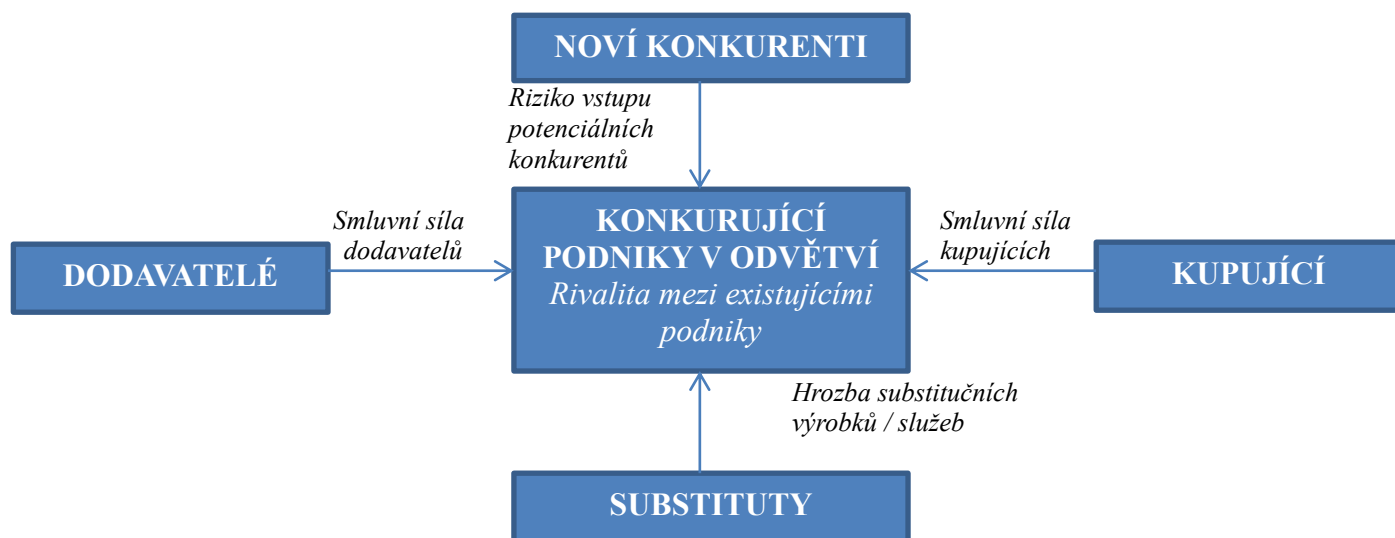 NOVÍ KONKURENTI
Riziko vstupu
potenciálních
konkurentů
Smluvní síla
dodavatelů
DODAVATELÉ
KONKURUJÍCÍ
PODNIKY V ODVĚTVÍ
Rivalita mezi existujícími
podniky
Smluvní síla
kupujících
KUPUJÍCÍ
Hrozba substitučních
výrobků / služeb
SUBSTITUTY